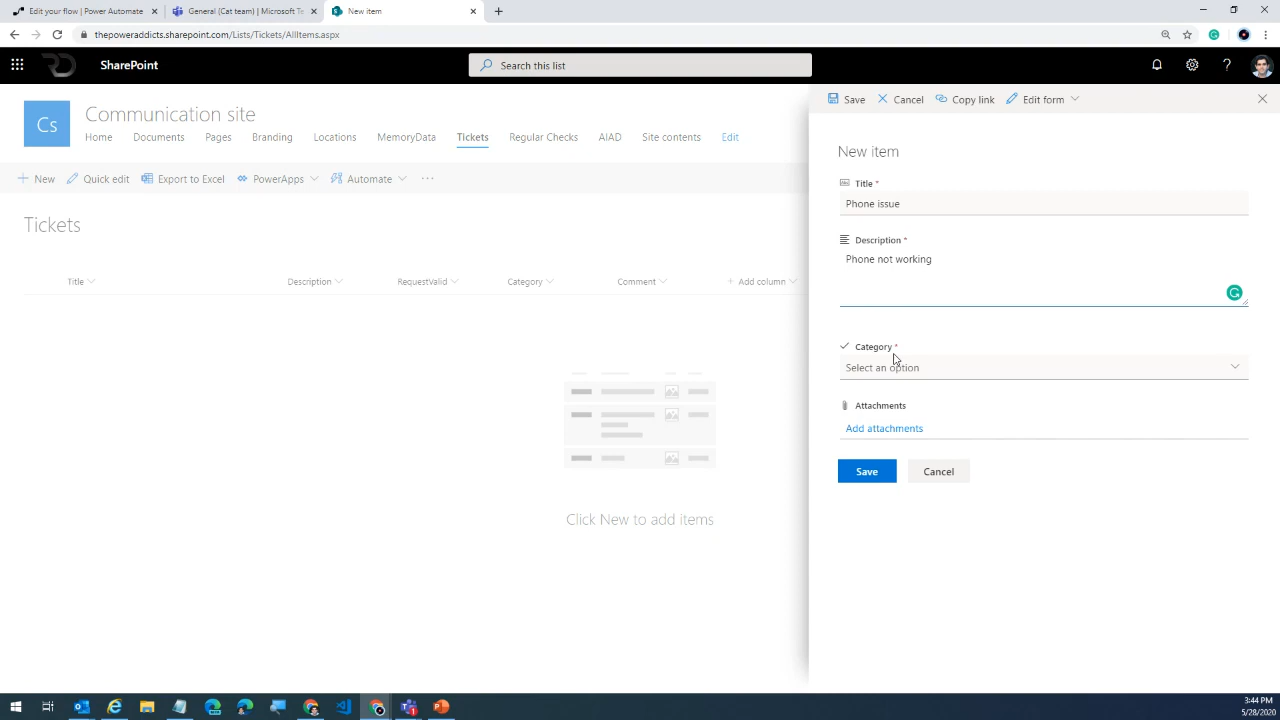 Edit your flow | Power Automate
General (Cat team) | Microsoft Te
New item
thepoweraddicts.sharepoint.com/Lists/Tickets/AllItems.aspx
SharePoint
Search this list
Save
Cancel
Copy link
Edit form
Cs
Communication site
Home
Documents
Pages
Branding
Locations
MemoryData
Tickets
Regular Checks
AIAD
Site contents
Edit
New
Quick edit
Export to Excel
PowerApps
Automate
Tickets
Title
Description
RequestValid
Category
Comment
+ Add column
Click New to add items
New item
Title *
Phone issue
Description *
Phone not working
Category *
Select an option
Attachments
Add attachments
Save
Cancel
3:44 PM
5/28/2020